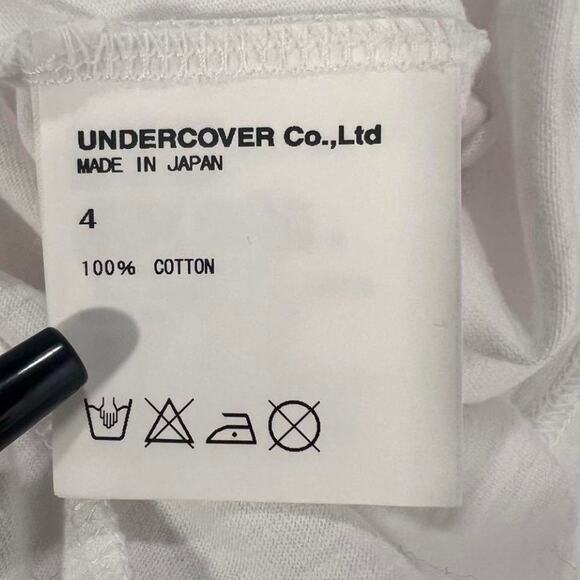 UNDERCOVER Co.,Ltd
MADE IN JAPAN
4
100% COTTON